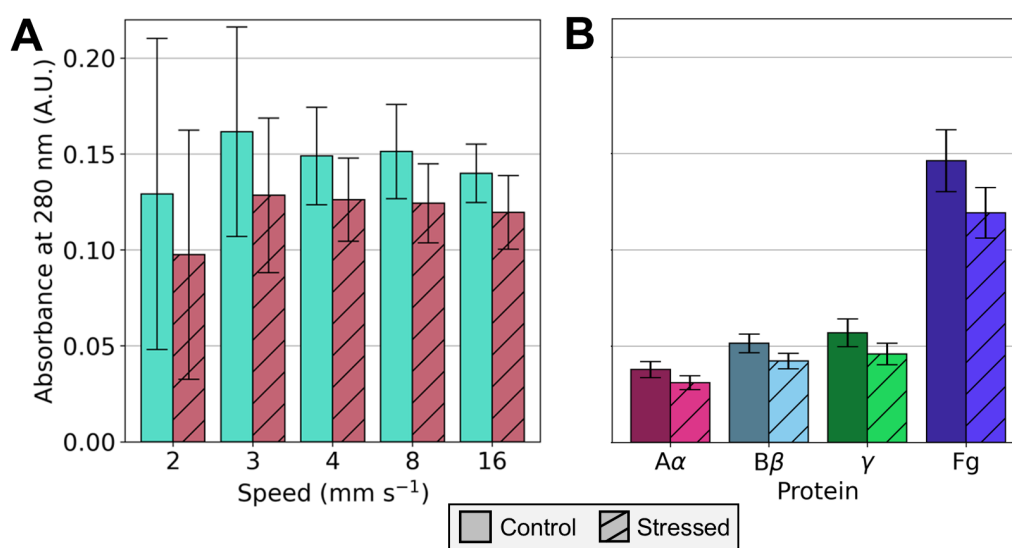 A
B
Absorbance at 280 nm (A.U.)
0.20
0.15
0.10
0.05
0.00
2 3 4 8 16
Speed (mm s⁻¹)
Aα Bβ γ Fg
Protein
Control Stressed